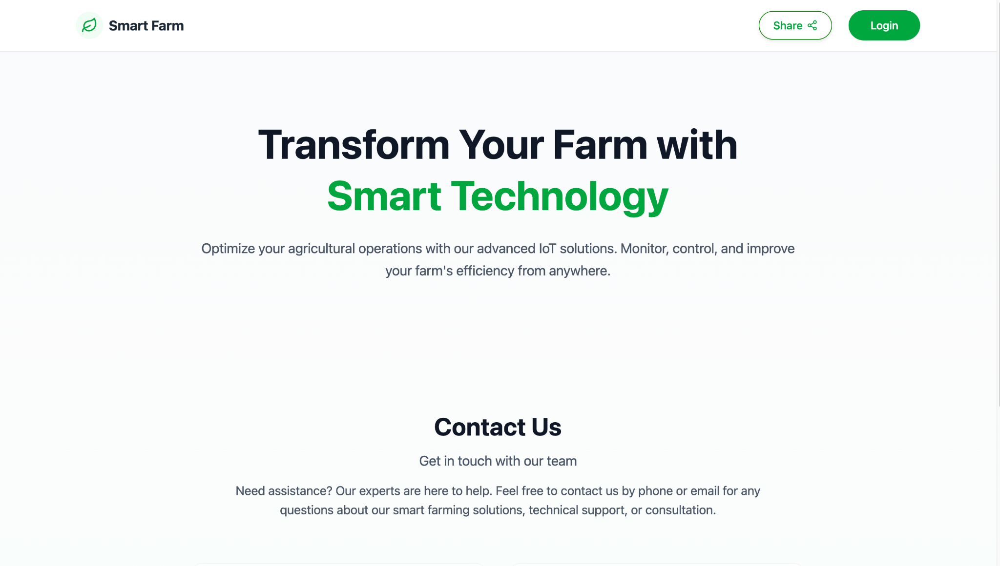 Smart Farm
Share
Login
Transform Your Farm with
Smart Technology
Optimize your agricultural operations with our advanced IoT solutions. Monitor, control, and improve
your farm's efficiency from anywhere.
Contact Us
Get in touch with our team
Need assistance? Our experts are here to help. Feel free to contact us by phone or email for any
questions about our smart farming solutions, technical support, or consultation.